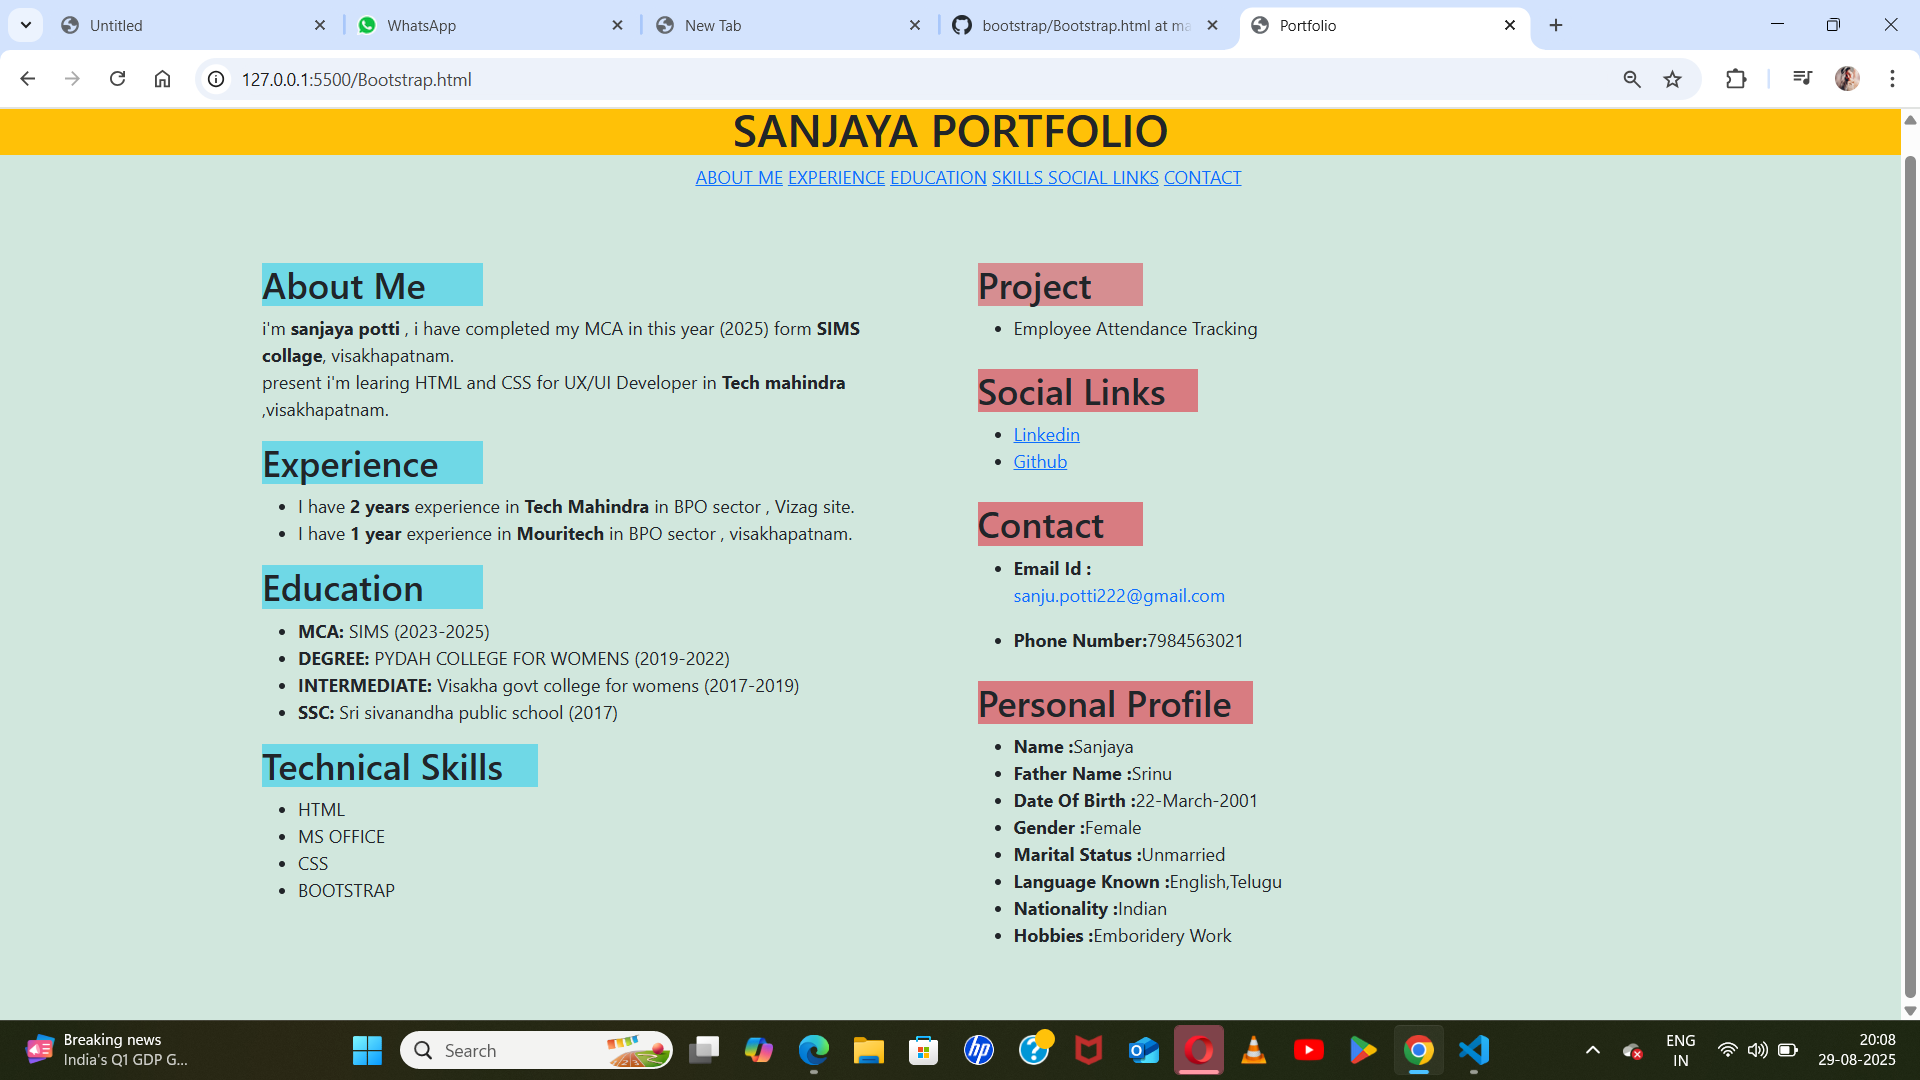 Untitled
WhatsApp
New Tab
bootstrap/Bootstrap.html at ma
Portfolio
127.0.0.1:5500/Bootstrap.html
SANJAYA PORTFOLIO
ABOUT ME EXPERIENCE EDUCATION SKILLS SOCIAL LINKS CONTACT
About Me
i'm sanjaya potti , i have completed my MCA in this year (2025) form SIMS
collage, visakhapatnam.
present i'm learing HTML and CSS for UX/UI Developer in Tech mahindra
,visakhapatnam.
Experience
I have 2 years experience in Tech Mahindra in BPO sector , Vizag site.
I have 1 year experience in Mouritech in BPO sector , visakhapatnam.
Education
MCA: SIMS (2023-2025)
DEGREE: PYDAH COLLEGE FOR WOMENS (2019-2022)
INTERMEDIATE: Visakha govt college for womens (2017-2019)
SSC: Sri sivanandha public school (2017)
Technical Skills
HTML
MS OFFICE
CSS
BOOTSTRAP
Project
Employee Attendance Tracking
Social Links
Linkedin
Github
Contact
Email Id :
sanju.potti222@gmail.com
Phone Number:7984563021
Personal Profile
Name :Sanjaya
Father Name :Srinu
Date Of Birth :22-March-2001
Gender :Female
Marital Status :Unmarried
Language Known :English,Telugu
Nationality :Indian
Hobbies :Emboridery Work
Breaking news
India's Q1 GDP G...
Search
hp
ENG
IN
20:08
29-08-2025